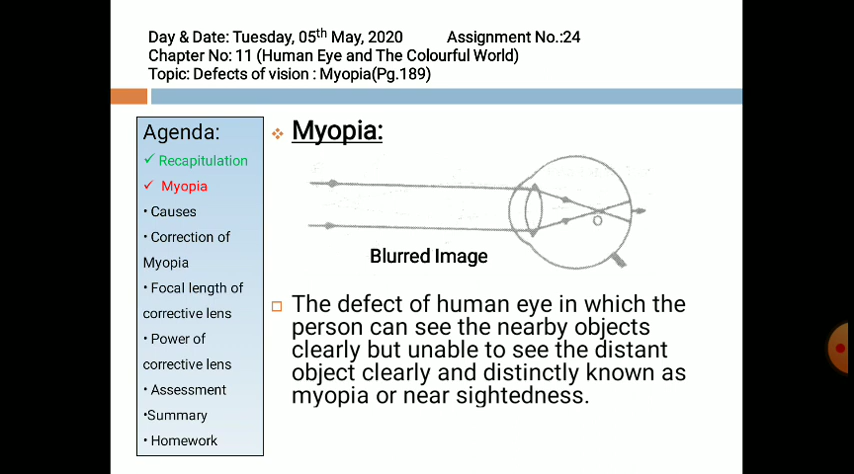 Day & Date: Tuesday, 05th May, 2020 Assignment No.:24
Chapter No: 11 (Human Eye and The Colourful World)
Topic: Defects of vision : Myopia(Pg.189)
Agenda:
✓ Recapitulation
✓ Myopia
• Causes
• Correction of
Myopia
• Focal length of
corrective lens
• Power of
corrective lens
• Assessment
•Summary
• Homework
❖ Myopia:
O
Blurred Image
□ The defect of human eye in which the
person can see the nearby objects
clearly but unable to see the distant
object clearly and distinctly known as
myopia or near sightedness.